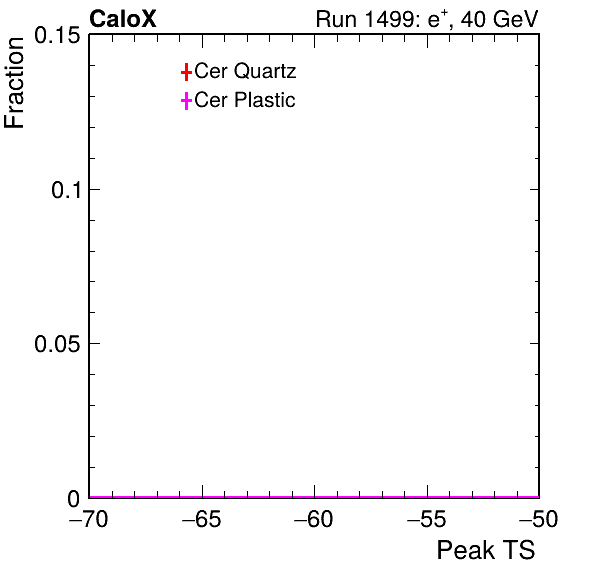 CaloX Run 1499: e⁺, 40 GeV
Fraction
0.15
Cer Quartz
Cer Plastic
0.1
0.05
0
−70 −65 −60 −55 −50
Peak TS